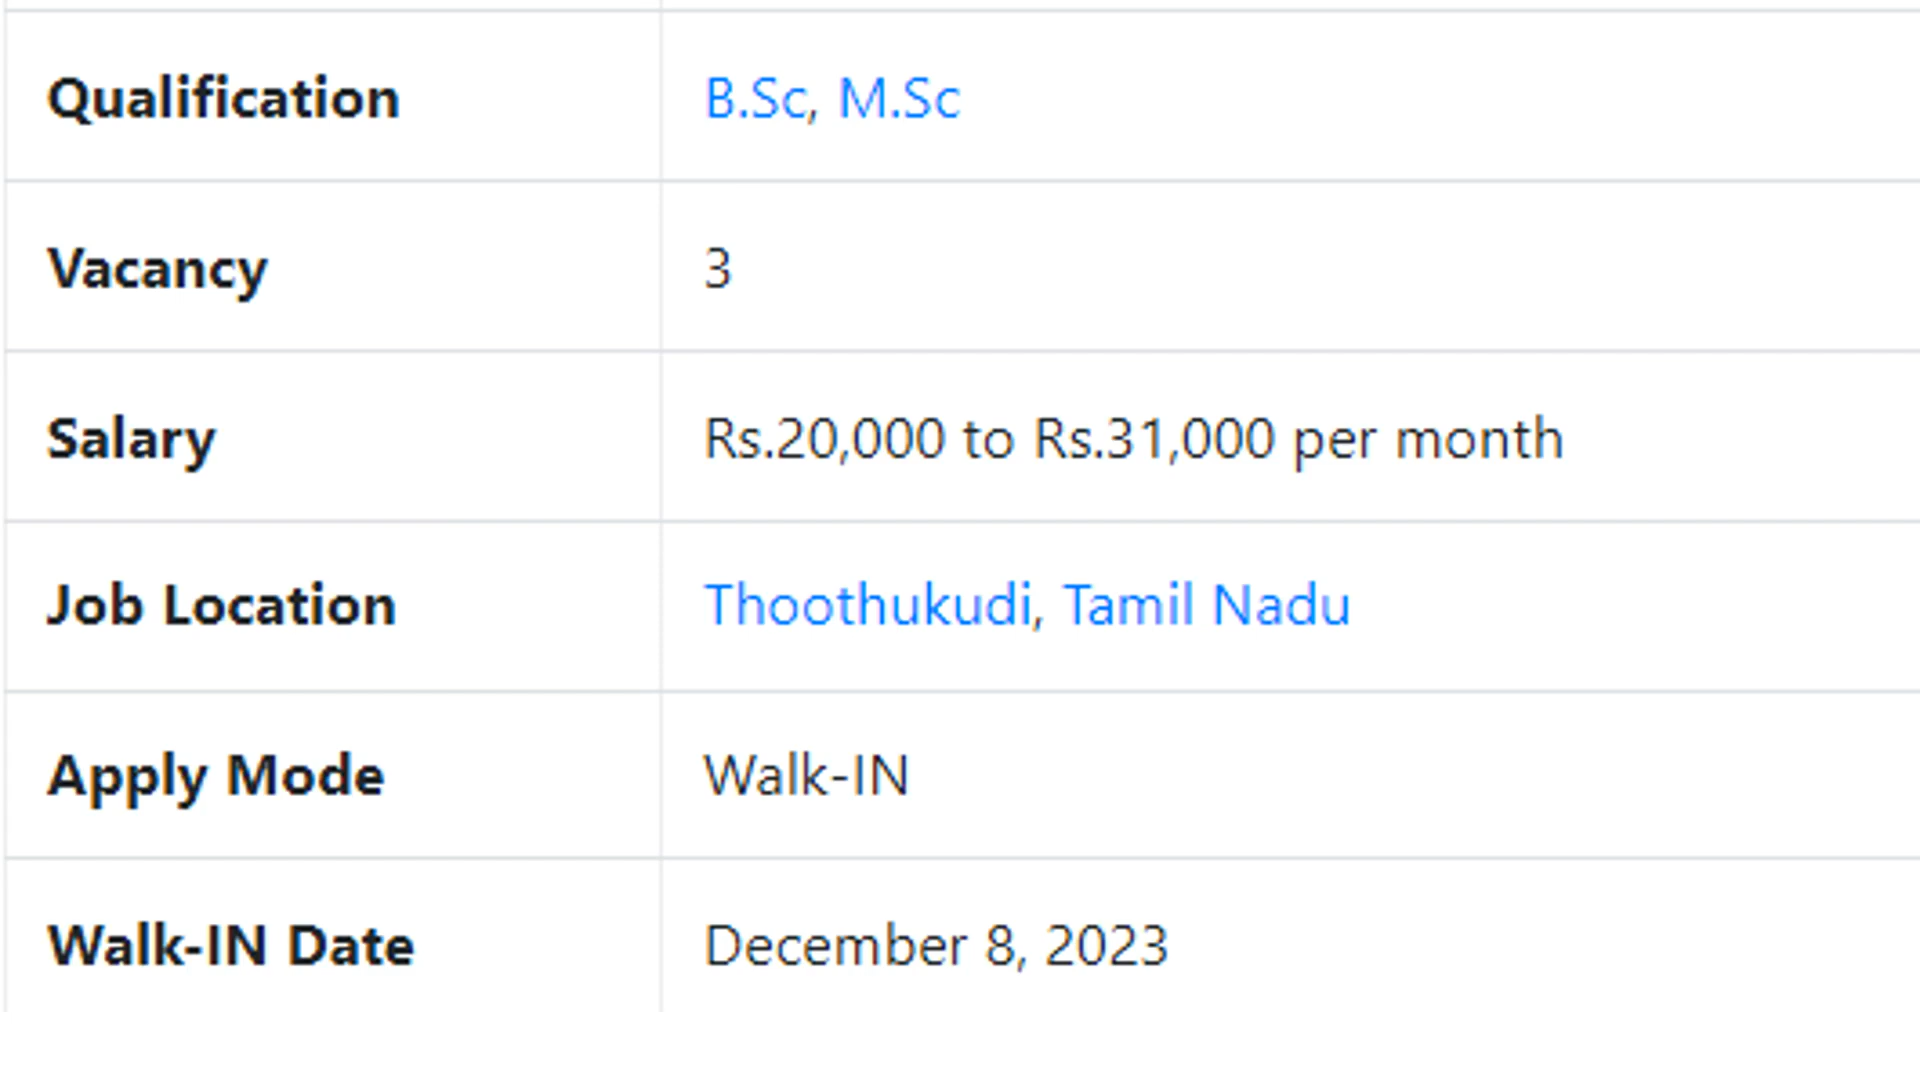 Qualification B.Sc, M.Sc
Vacancy 3
Salary Rs.20,000 to Rs.31,000 per month
Job Location Thoothukudi, Tamil Nadu
Apply Mode Walk-IN
Walk-IN Date December 8, 2023